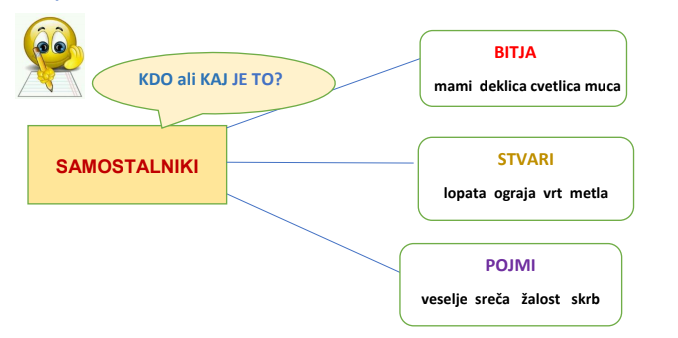 KDO ali KAJ JE TO?
SAMOSTALNIKI
BITJA
mami deklica cvetlica muca
STVARI
lopata ograja vrt metla
POJMI
veselje sreča žalost skrb